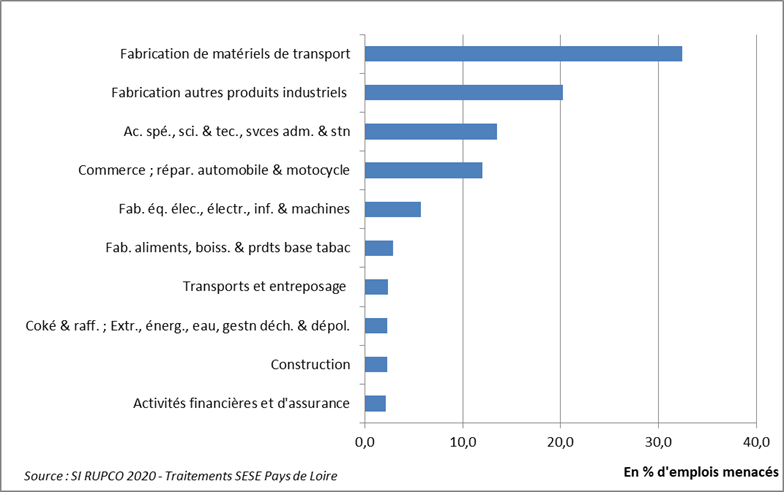 Fabrication de matériels de transport
Fabrication autres produits industriels
Ac. spé., sci. & tec., svces adm. & stn
Commerce ; répar. automobile & motocycle
Fab. éq. élec., électr., inf. & machines
Fab. aliments, boiss. & prdts base tabac
Transports et entreposage
Coké & raff. ; Extr., énerg., eau, gestn déch. & dépol.
Construction
Activités financières et d'assurance
0,0 10,0 20,0 30,0 40,0
En % d'emplois menacés
Source : SI RUPCO 2020 - Traitements SESE Pays de Loire